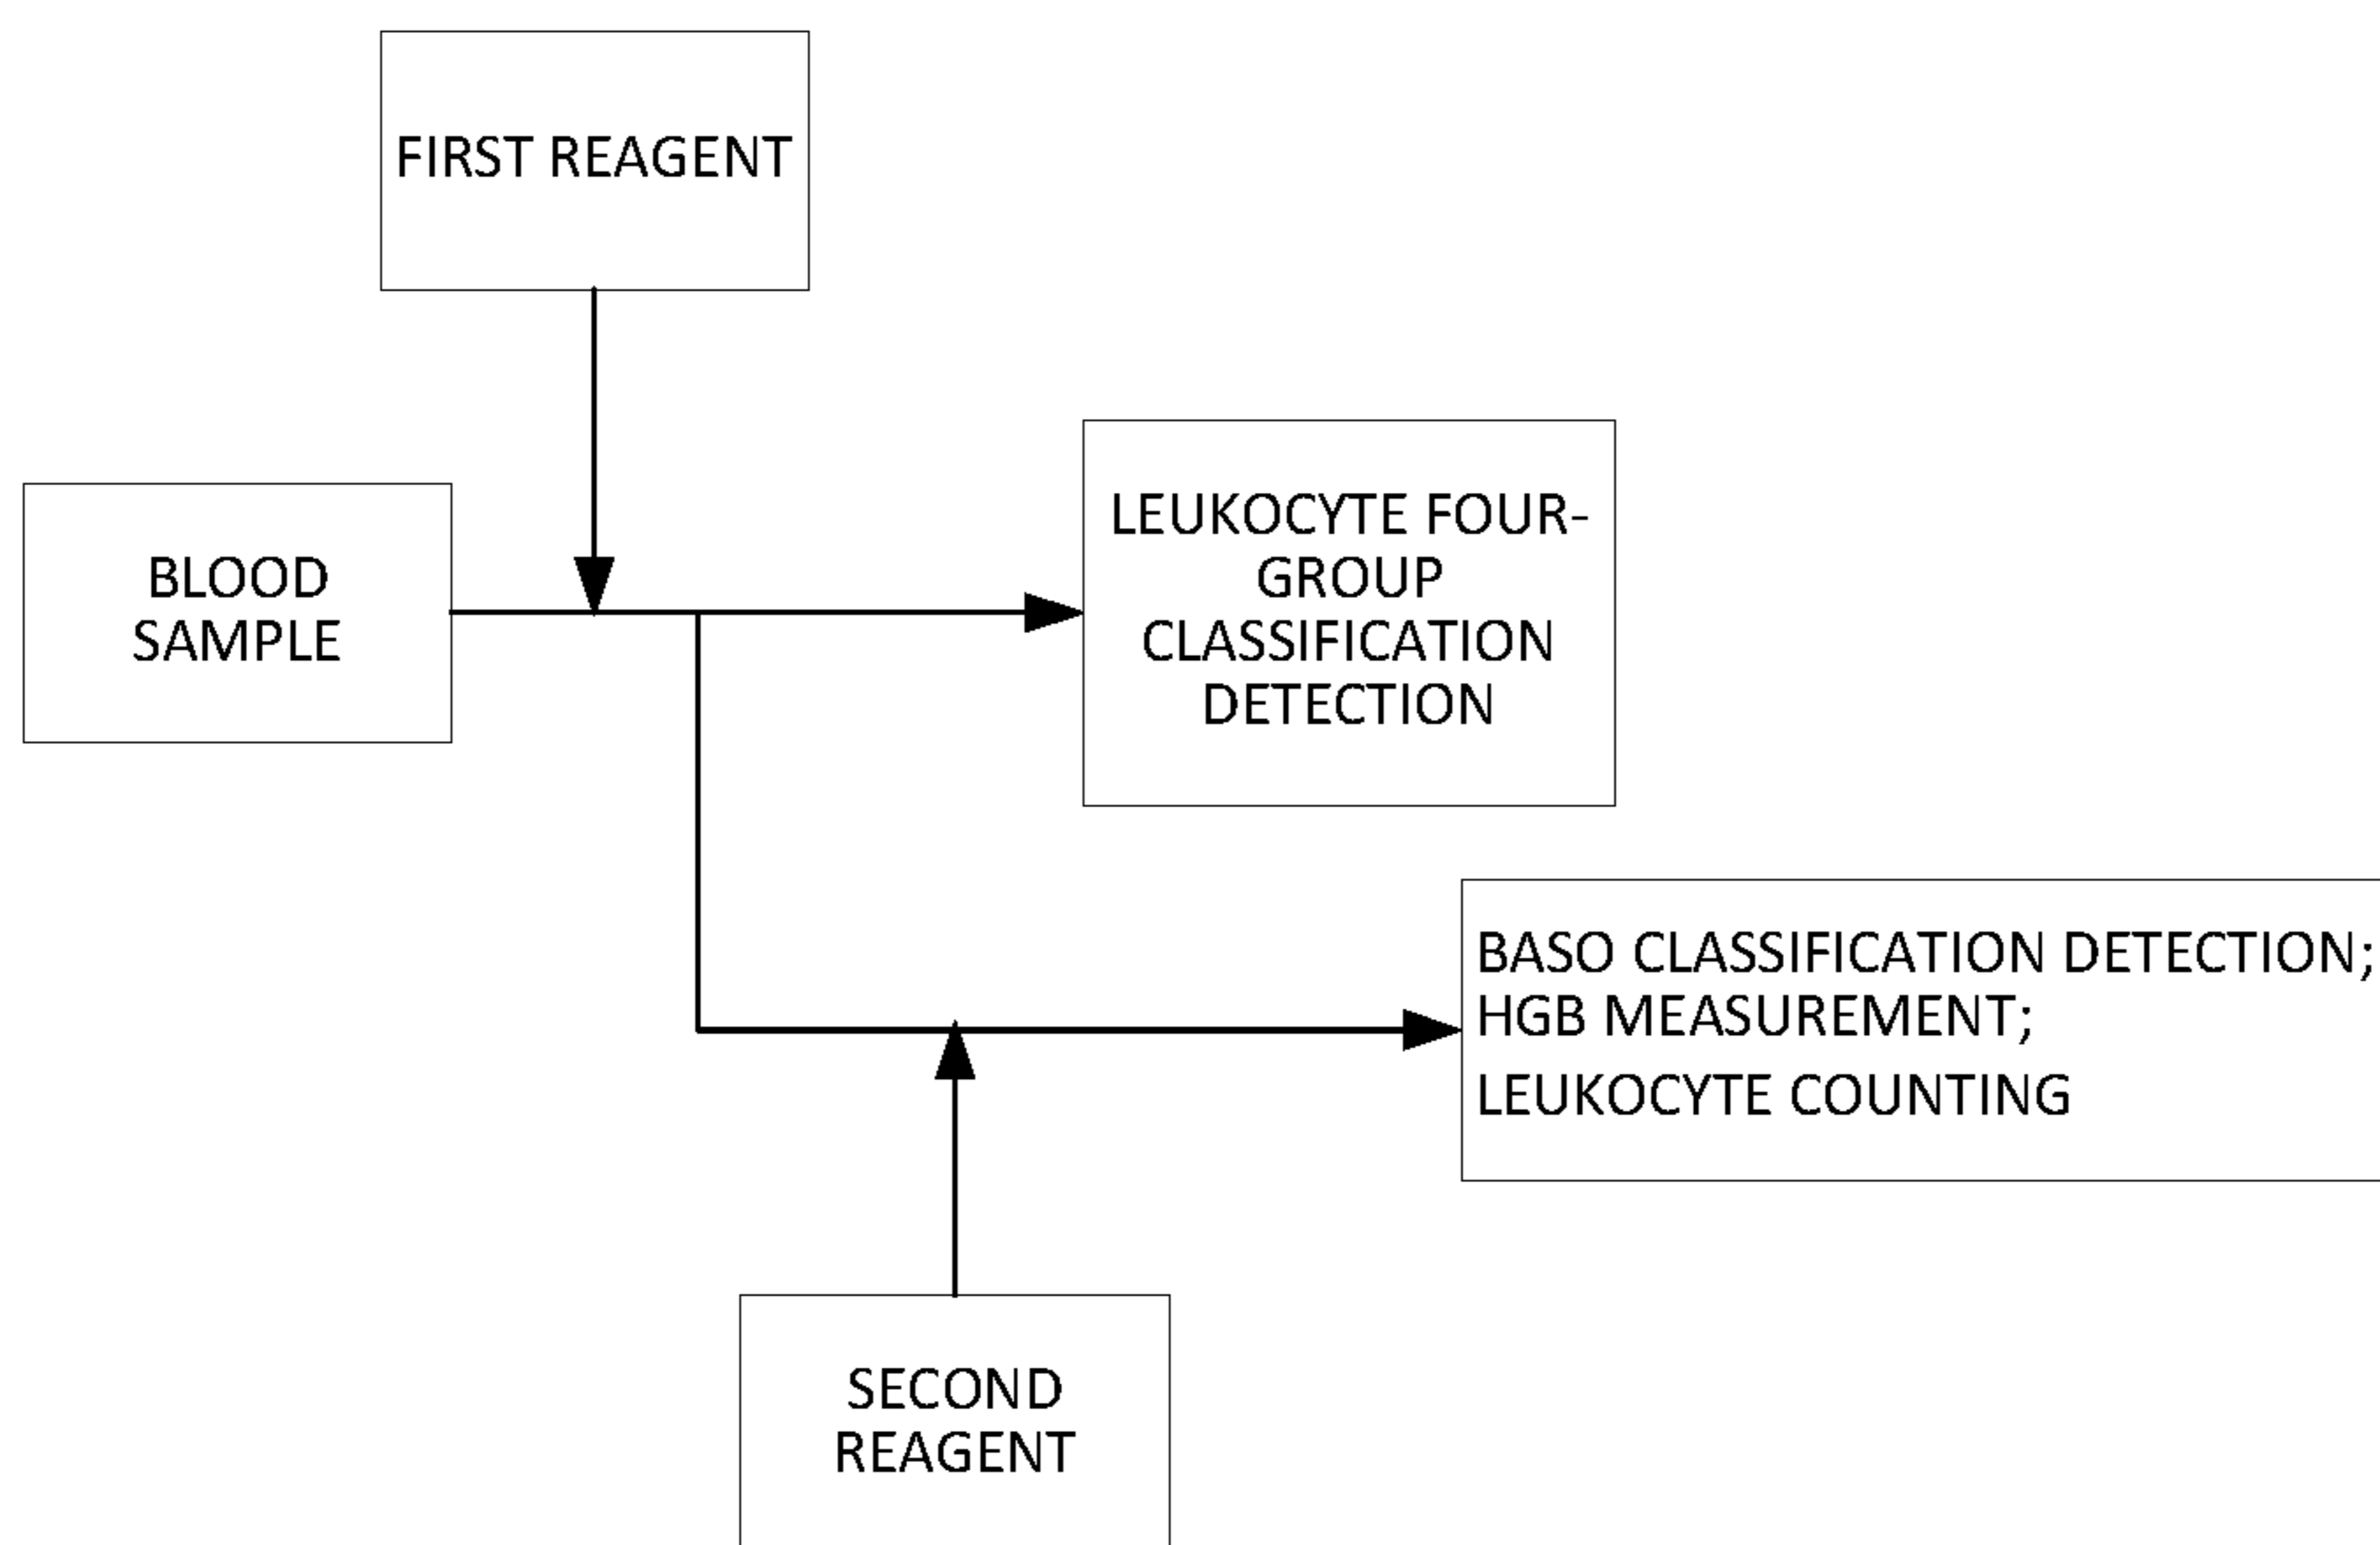 FIRST REAGENT
BLOOD
SAMPLE
LEUKOCYTE FOUR-
GROUP
CLASSIFICATION
DETECTION
BASO CLASSIFICATION DETECTION;
HGB MEASUREMENT;
LEUKOCYTE COUNTING
SECOND
REAGENT